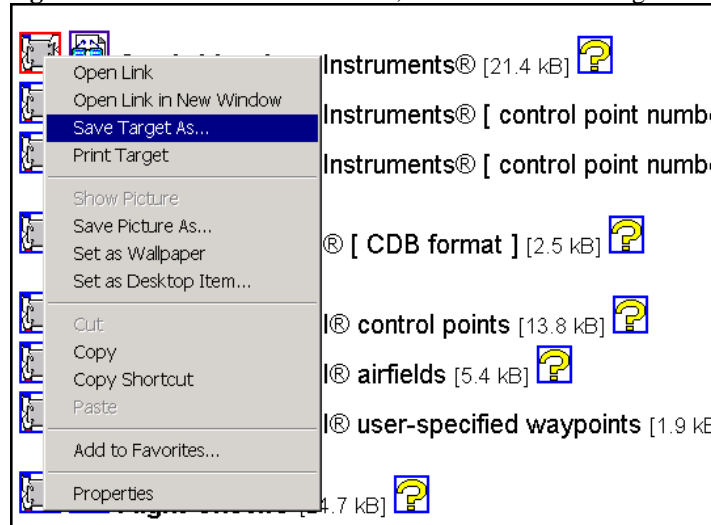 Instruments® [21.4 kB]
Open Link
Open Link in New Window
Instruments® [ control point numb
Save Target As...
Print Target
Instruments® [ control point numb
Show Picture
Save Picture As...
® [ CDB format ] [2.5 kB]
Set as Wallpaper
Set as Desktop Item...
Cut
l® control points [13.8 kB]
Copy
Copy Shortcut
l® airfields [5.4 kB]
Paste
l® user-specified waypoints [1.9 kB
Add to Favorites...
Properties
4.7 kB]